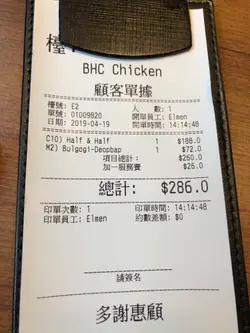 檯
BHC Chicken
顧客單據
檯號: E2 人 數: 1
單號: 01009820 開單員工: Elmen
日期: 2019-04-19 開單時間: 14:14:48
C10) Half & Half 1 $188.0
M2) Bulgogi-Deopbap 1 $72.0
項目總計: $260.0
加一服務費 $26.0
總計: $286.0
印單次數: 1 印單時間: 14:14:48
印單員工: Elmen 約數差額: $0
請簽名
多謝惠顧